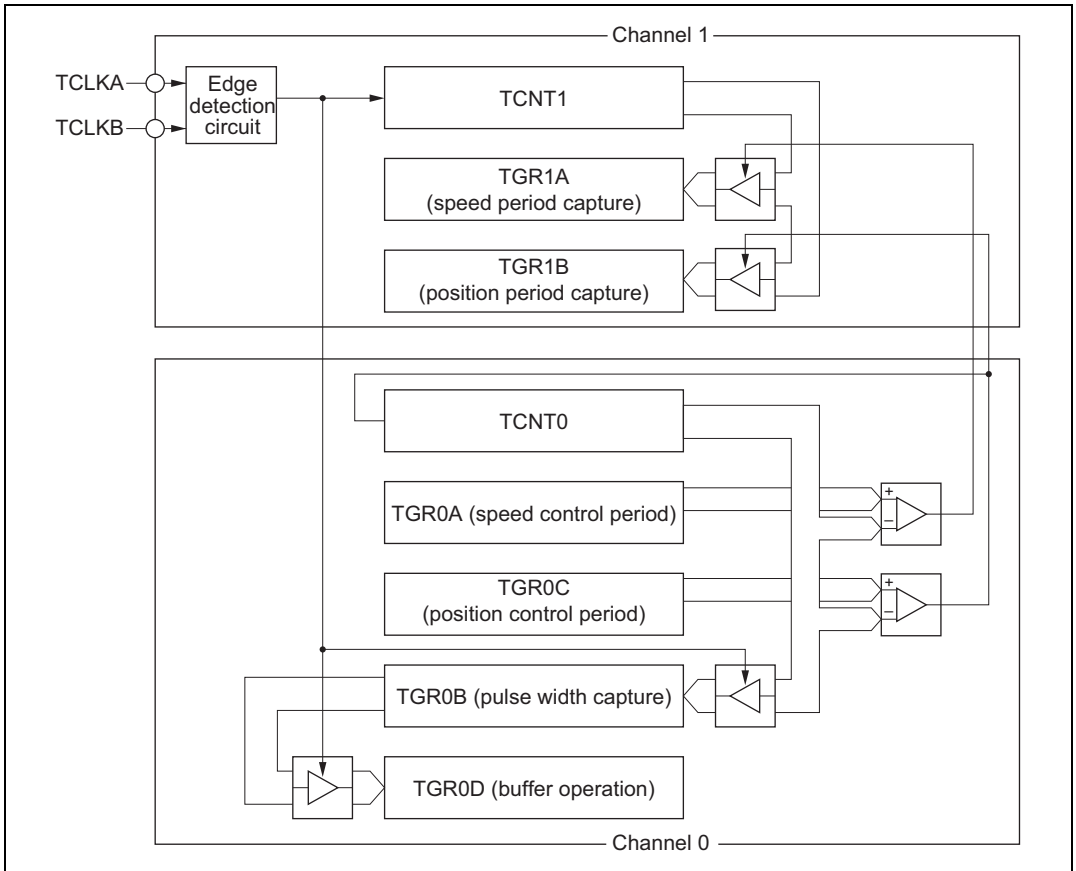 Channel 1
TCLKA
TCLKB
Edge
detection
circuit
TCNT1
TGR1A
(speed period capture)
TGR1B
(position period capture)
TCNT0
TGR0A (speed control period)
+
−
TGR0C
(position control period)
+
−
TGR0B (pulse width capture)
TGR0D (buffer operation)
Channel 0